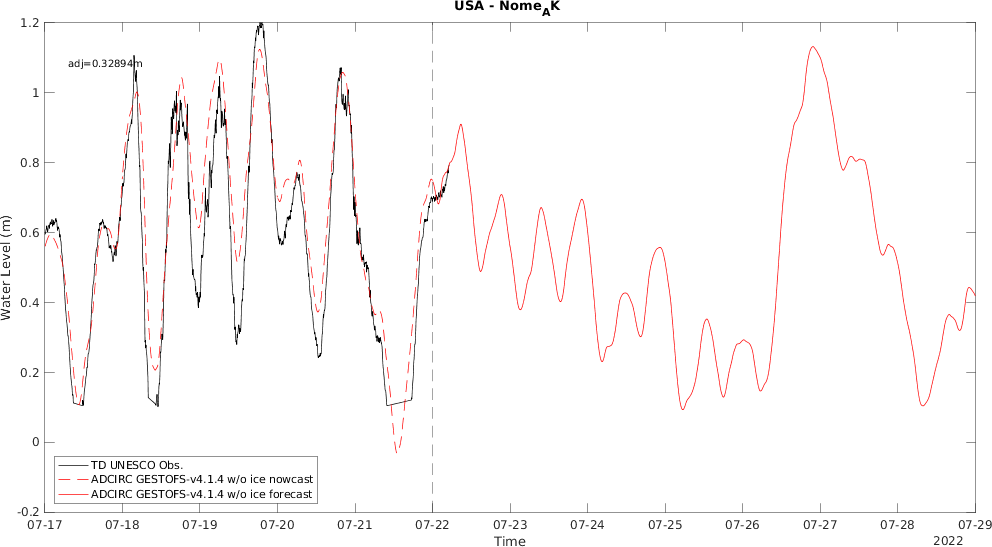 USA - Nome_AK
adj=0.32894m
Water Level (m)
1.2
1
0.8
0.6
0.4
0.2
0
-0.2
TD UNESCO Obs.
ADCIRC GESTOFS-v4.1.4 w/o ice nowcast
ADCIRC GESTOFS-v4.1.4 w/o ice forecast
07-17 07-18 07-19 07-20 07-21 07-22 07-23 07-24 07-25 07-26 07-27 07-28 07-29
Time
2022